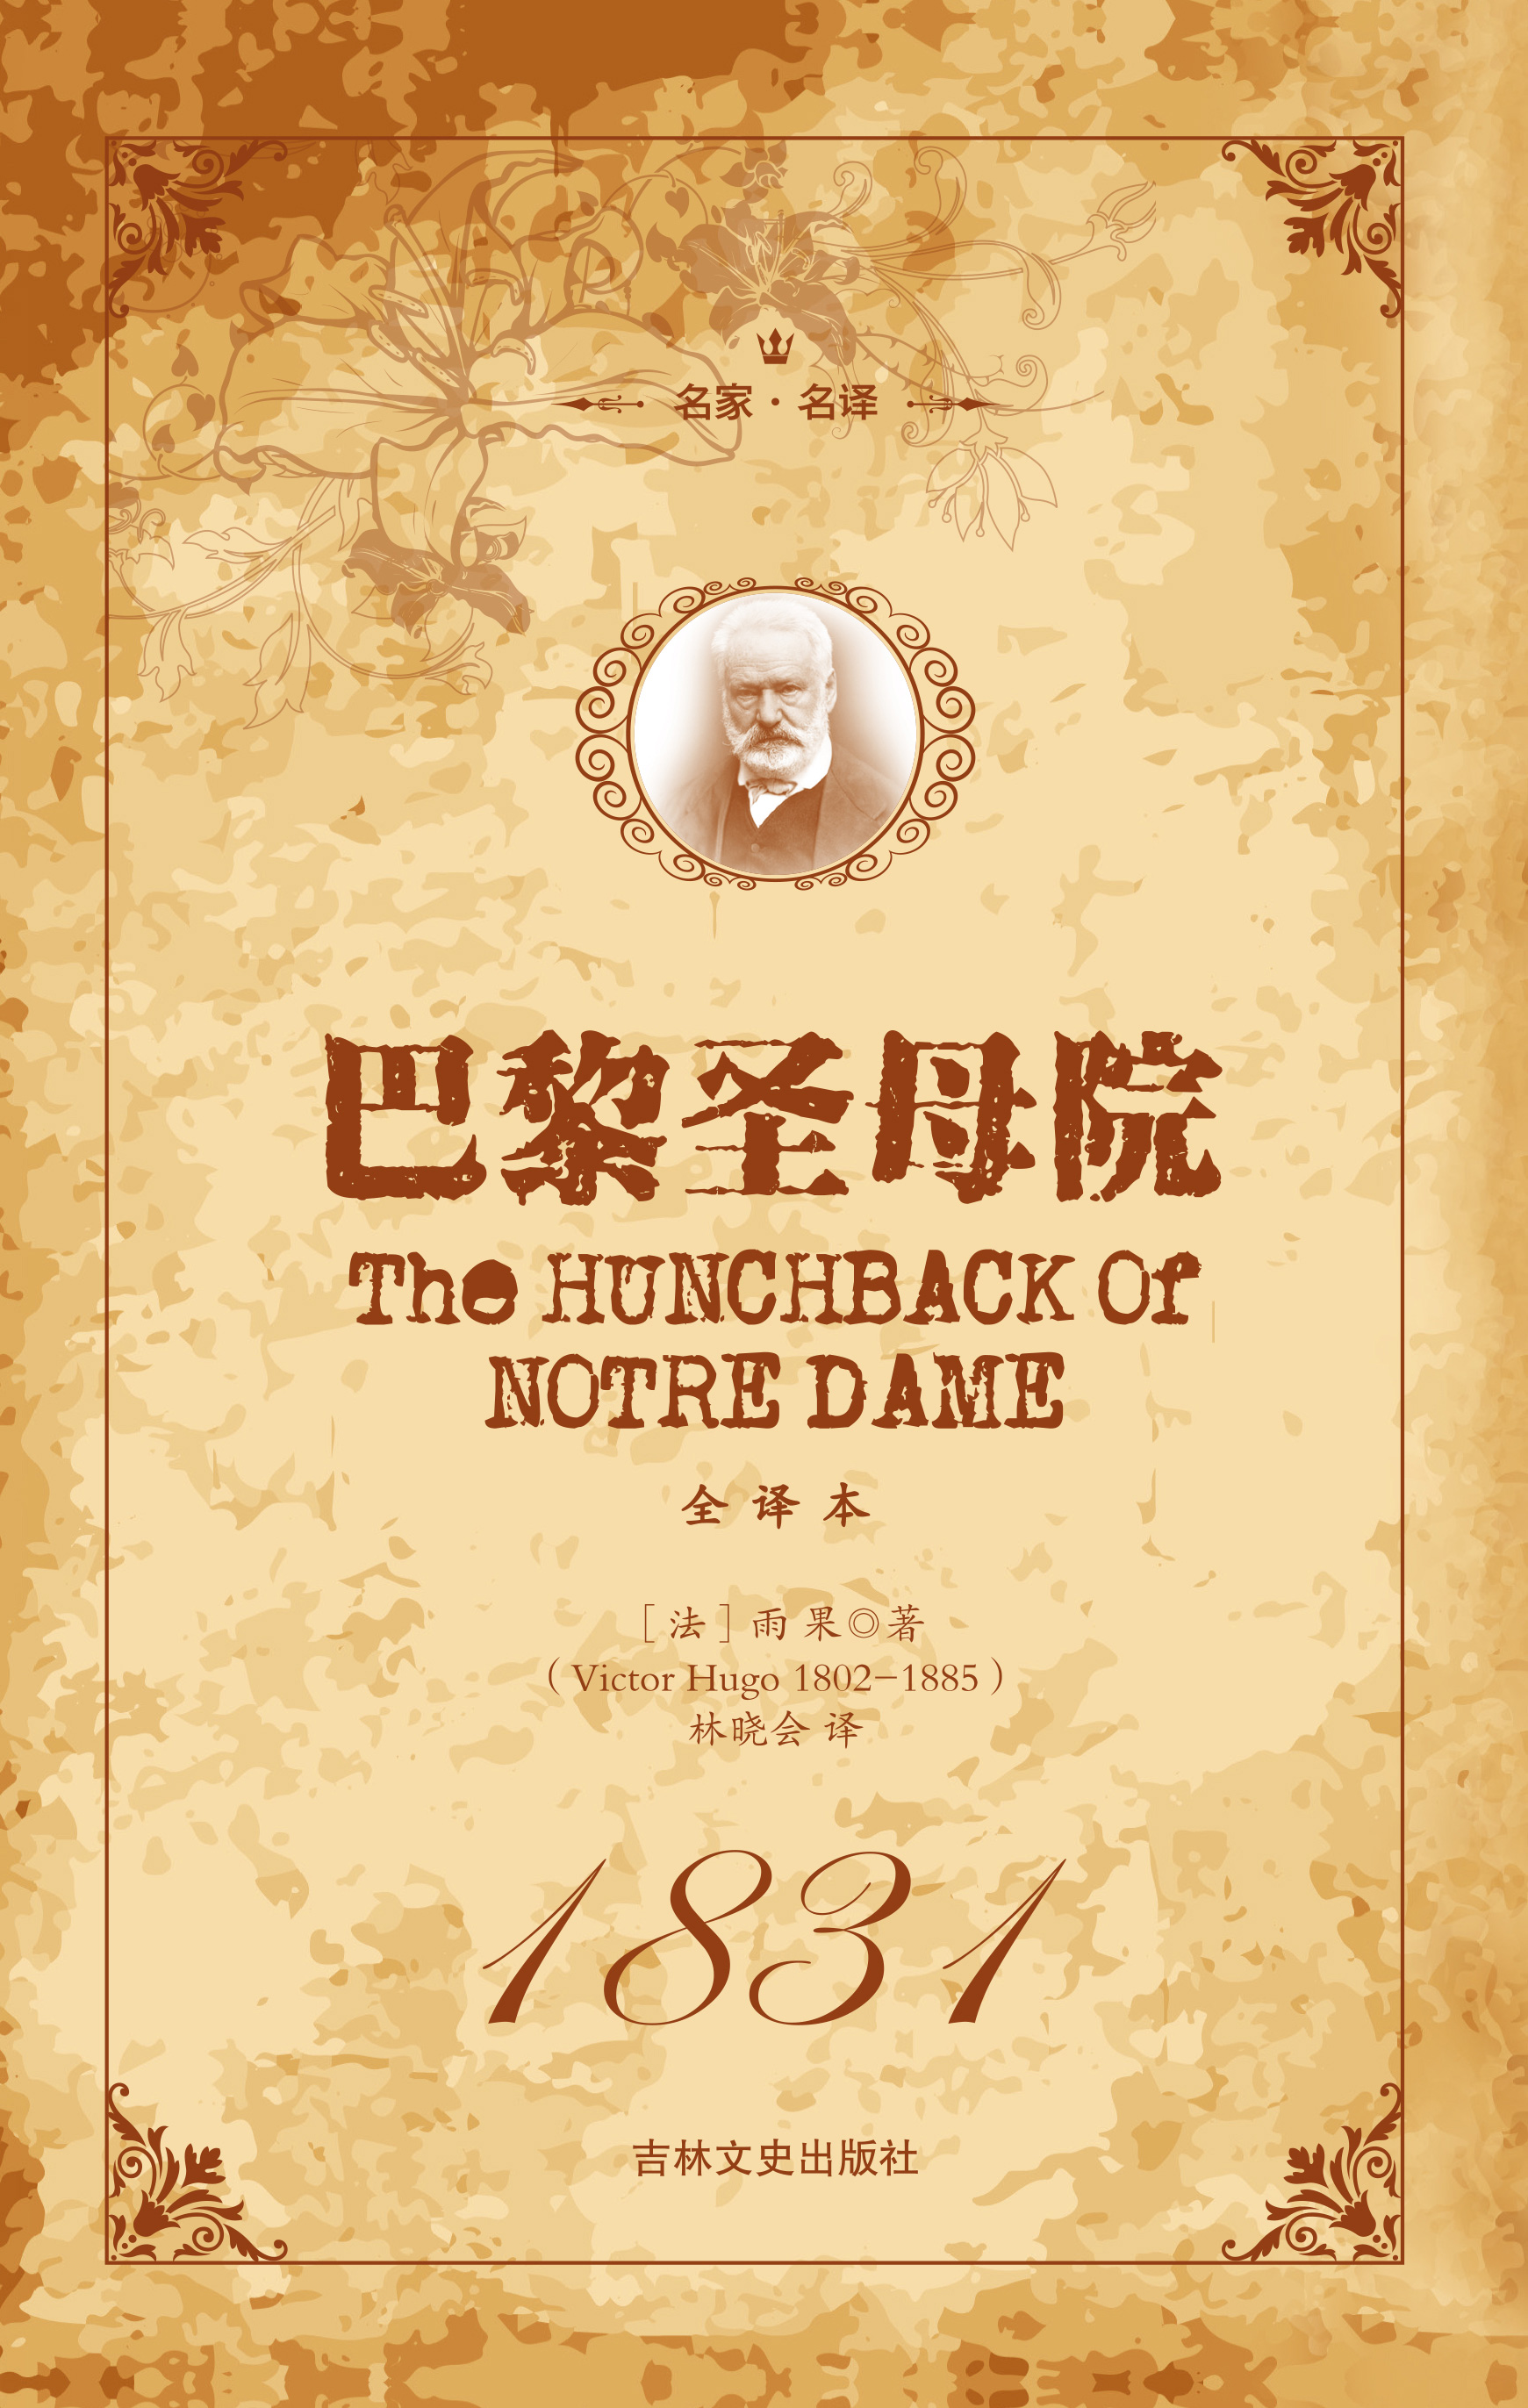 名家·名译
巴黎圣母院
The HUNCHBACK Of
NOTRE DAME
全译本
[法]雨果◎著
(Victor Hugo 1802-1885)
林晓会 译
1831
吉林文史出版社